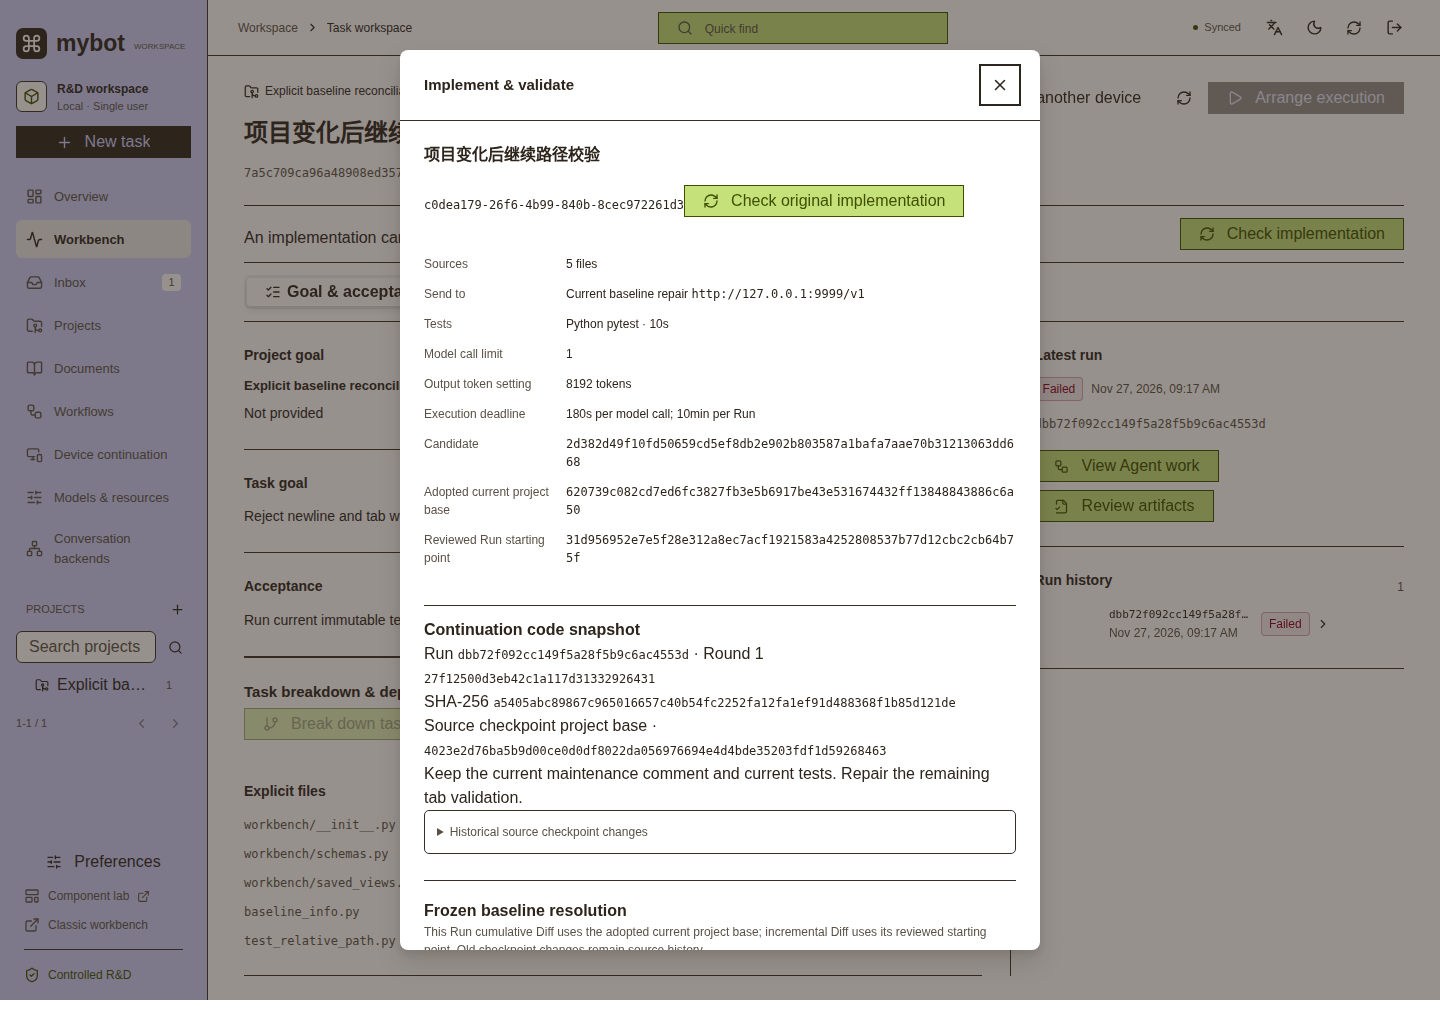 mybot WORKSPACE
R&D workspace
Local · Single user
New task
Overview
Workbench
Inbox 1
Projects
Documents
Workflows
Device continuation
Models & resources
Conversation
backends
PROJECTS
Search projects
Explicit ba… 1
1-1 / 1
Preferences
Component lab
Classic workbench
Controlled R&D
Workspace > Task workspace
Quick find
Synced
Explicit baseline reconcili
another device
Arrange execution
项目变化后继续
7a5c709ca96a48908ed357
An implementation
Check implementation
Goal & accepta
Project goal
Explicit baseline reconcil
Not provided
Task goal
Reject newline and tab w
Acceptance
Run current immutable te
Task breakdown & dep
Break down tas
Explicit files
workbench/__init__.py
workbench/schemas.py
workbench/saved_views.
baseline_info.py
test_relative_path.py
Implement & validate
项目变化后继续路径校验
c0dea179-26f6-4b99-840b-8cec972261d3
Check original implementation
Sources 5 files
Send to Current baseline repair http://127.0.0.1:9999/v1
Tests Python pytest · 10s
Model call limit 1
Output token setting 8192 tokens
Execution deadline 180s per model call; 10min per Run
Candidate 2d382d49f10fd50659cd5ef8db2e902b803587a1bafa7aae70b31213063dd6
68
Adopted current project base 620739c082cd7ed6fc3827fb3e5b6917be43e531674432ff13848843886c6a
50
Reviewed Run starting point 31d956952e7e5f28e312a8ec7acf1921583a4252808537b77d12cbc2cb64b7
5f
Continuation code snapshot
Run dbb72f092cc149f5a28f5b9c6ac4553d · Round 1
27f12500d3eb42c1a117d31332926431
SHA-256 a5405abc89867c965016657c40b54fc2252fa12fa1ef91d488368f1b85d121de
Source checkpoint project base ·
4023e2d76ba5b9d00ce0d0df8022da056976694e4d4bde35203fdf1d59268463
Keep the current maintenance comment and current tests. Repair the remaining
tab validation.
Historical source checkpoint changes
Frozen baseline resolution
This Run cumulative Diff uses the adopted current project base; incremental Diff uses its reviewed starting
point. Old checkpoint changes remain source history.
Latest run
Failed Nov 27, 2026, 09:17 AM
dbb72f092cc149f5a28f5b9c6ac4553d
View Agent work
Review artifacts
Run history 1
dbb72f092cc149f5a28f…
Nov 27, 2026, 09:17 AM
Failed